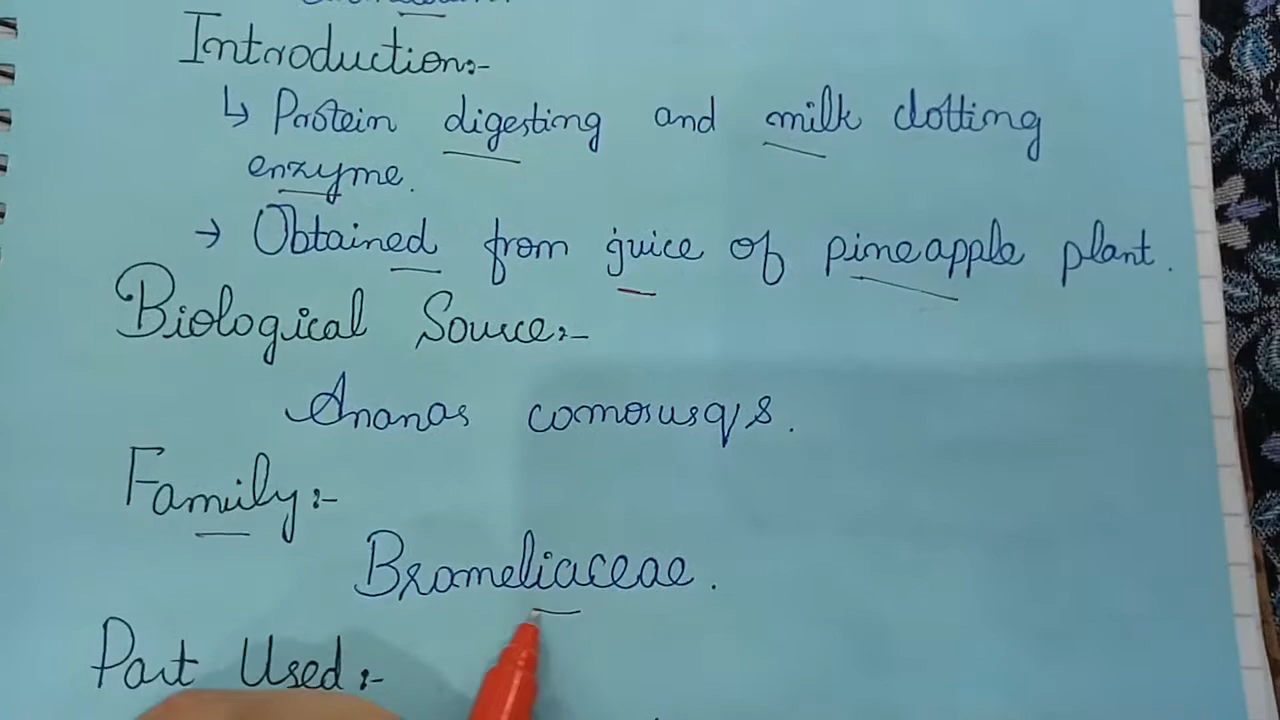 Introduction:-
↳ Protein digesting and milk clotting
enzyme.
→ Obtained from juice of pineapple plant.
Biological Source:-
Ananas comosusqs.
Family:-
Bromeliaceae.
Part Used:-